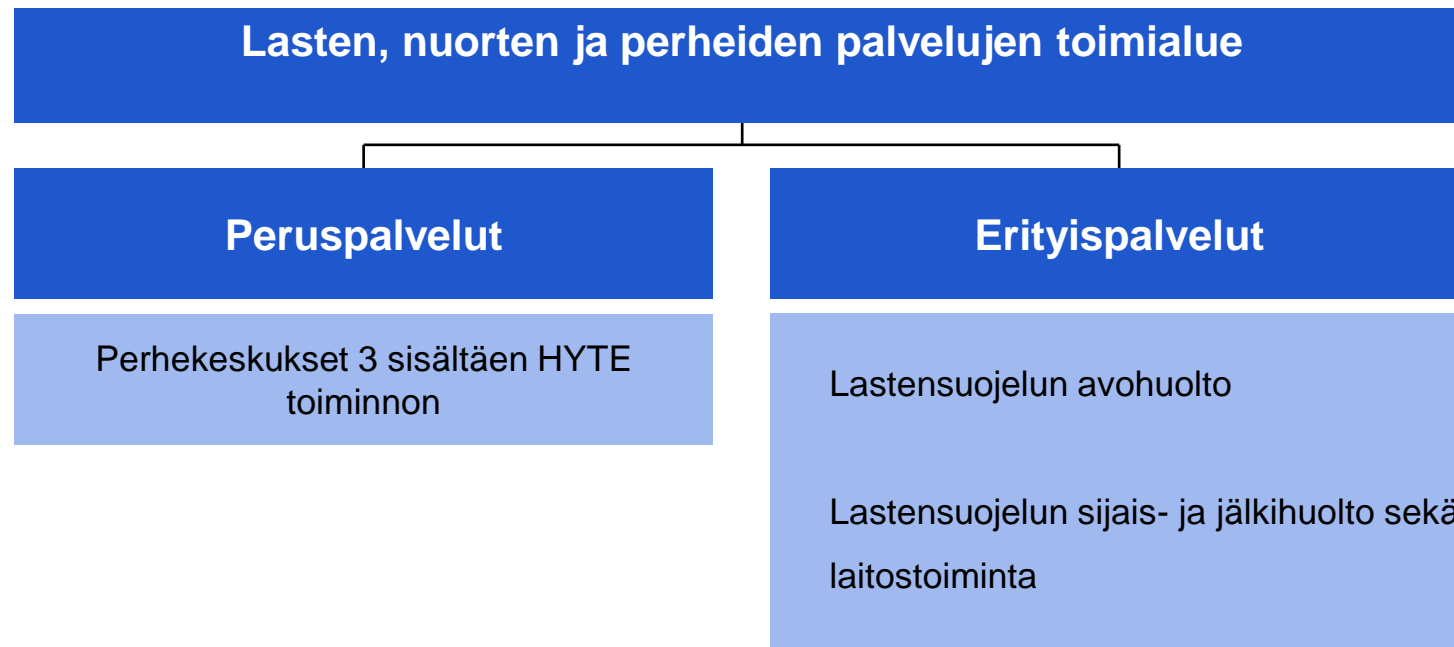 Lasten, nuorten ja perheiden palvelujen toimialue
Peruspalvelut
Erityispalvelut
Perhekeskukset 3 sisältäen HYTE
toiminnon
Lastensuojelun avohuolto
Lastensuojelun sijais- ja jälkihuolto sekä
laitostoiminta